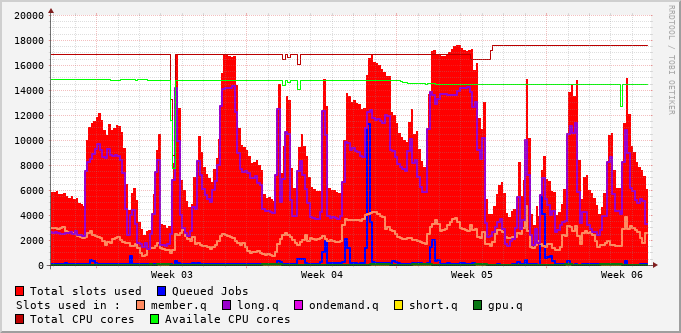 20000
18000
16000
14000
12000
10000
8000
6000
4000
2000
0
Week 03 Week 04 Week 05 Week 06
RRDTOOL / TOBI OETIKER
Total slots used Queued Jobs
Slots used in : member.q long.q ondemand.q short.q gpu.q
Total CPU cores Availale CPU cores